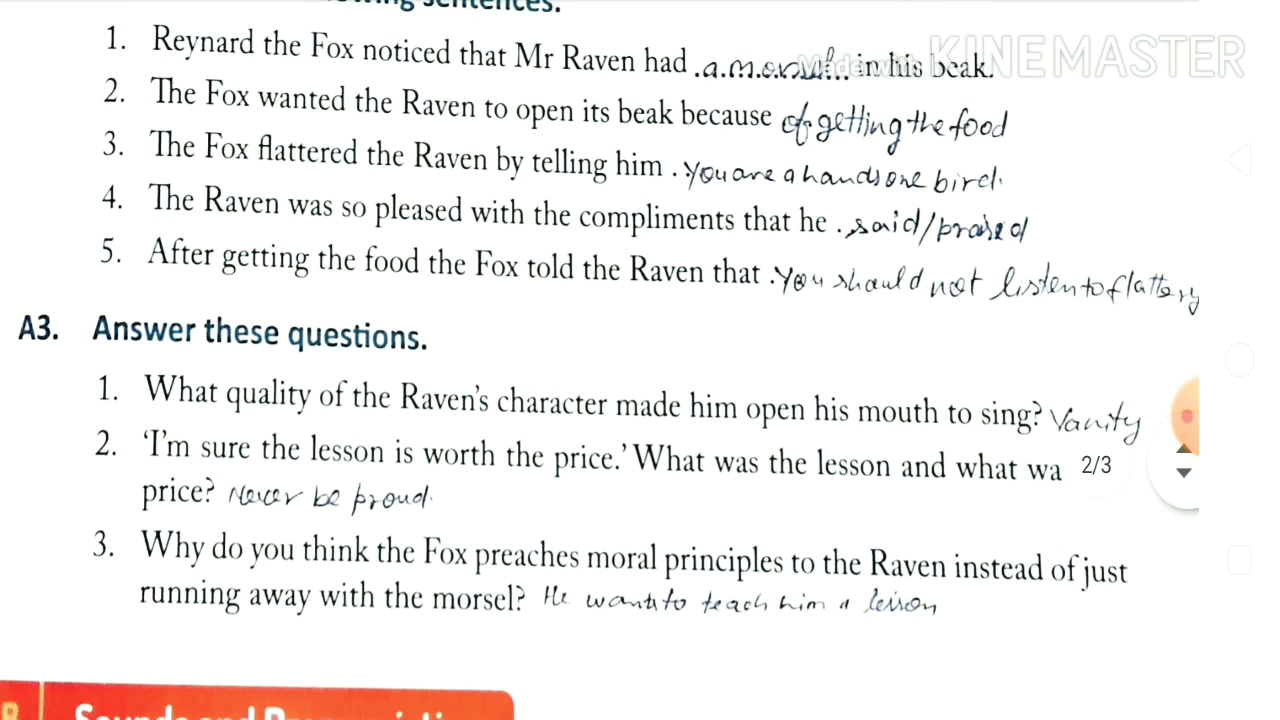 sentences.
1. Reynard the Fox noticed that Mr Raven had .a.morsel... in his beak.
KINEMASTER
2. The Fox wanted the Raven to open its beak because of getting the food
3. The Fox flattered the Raven by telling him . you are a handsone bird.
4. The Raven was so pleased with the compliments that he . said/praised
5. After getting the food the Fox told the Raven that . you should not listen to flattery
A3. Answer these questions.
1. What quality of the Raven's character made him open his mouth to sing? Vanity
2. 'I'm sure the lesson is worth the price.' What was the lesson and what wa 2/3
price? Never be proud.
3. Why do you think the Fox preaches moral principles to the Raven instead of just
running away with the morsel? He wants to teach him a lesson